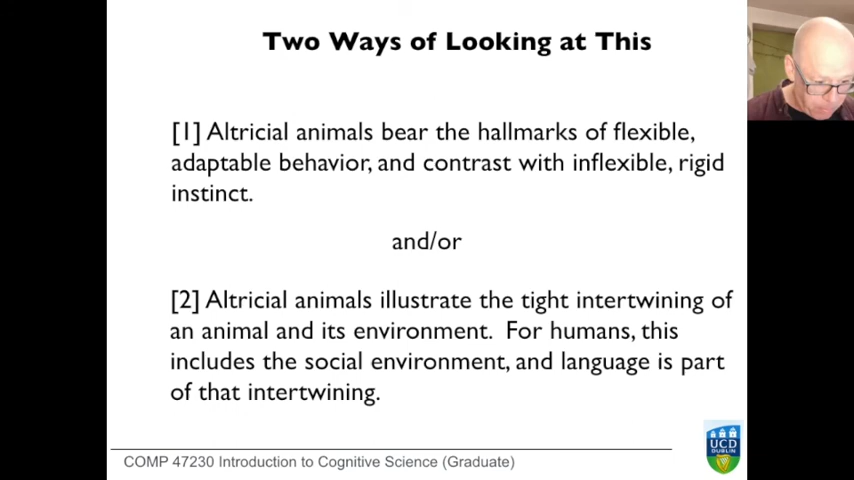 Two Ways of Looking at This
[1] Altricial animals bear the hallmarks of flexible,
adaptable behavior, and contrast with inflexible, rigid
instinct.
and/or
[2] Altricial animals illustrate the tight intertwining of
an animal and its environment.  For humans, this
includes the social environment, and language is part
of that intertwining.
COMP 47230 Introduction to Cognitive Science (Graduate)
UCD
DUBLIN